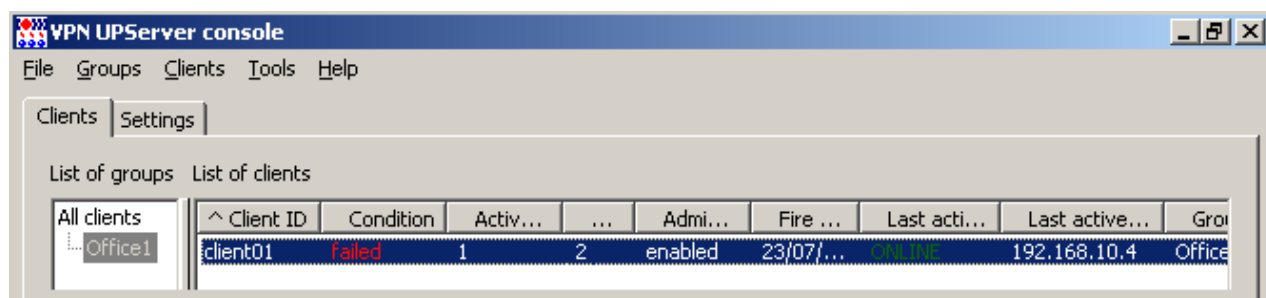 VPN UPServer console
File Groups Clients Tools Help
Clients Settings
List of groups List of clients
All clients ^ Client ID Condition Activ... ... Admi... Fire ... Last acti... Last active... Grou
Office1 client01 failed 1 2 enabled 23/07/... ONLINE 192.168.10.4 Office